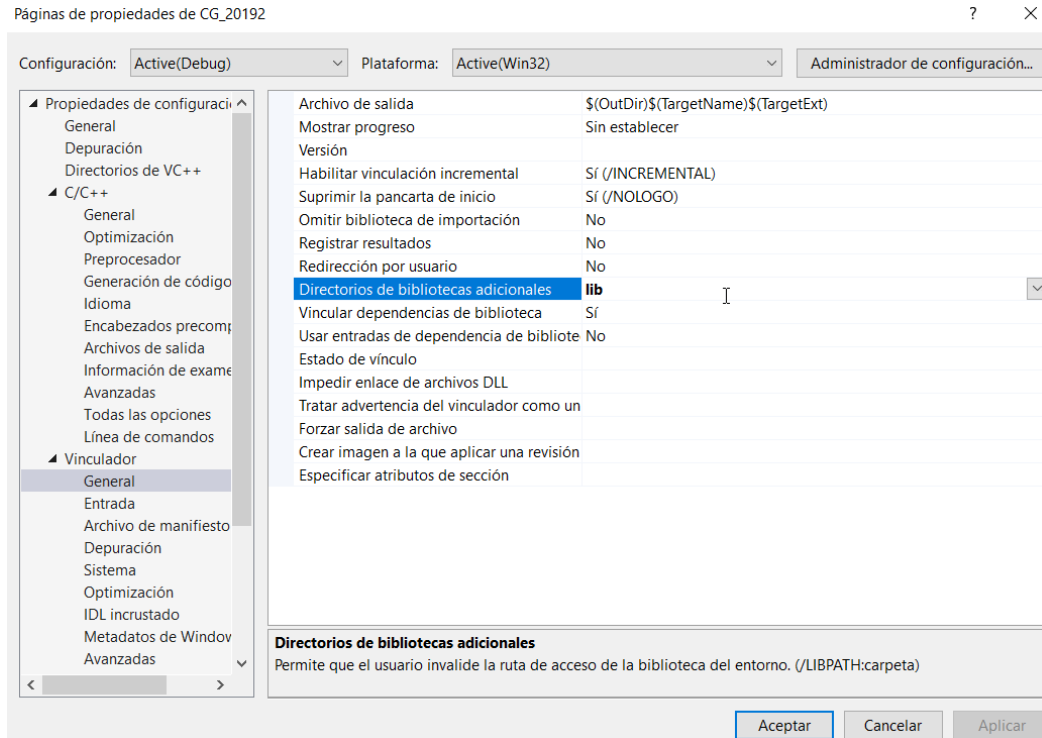 Páginas de propiedades de CG_20192 ? ×
Configuración: Active(Debug) Plataforma: Active(Win32) Administrador de configuración...
Propiedades de configuraci
General
Depuración
Directorios de VC++
C/C++
General
Optimización
Preprocesador
Generación de código
Idioma
Encabezados precomp
Archivos de salida
Información de exame
Avanzadas
Todas las opciones
Línea de comandos
Vinculador
General
Entrada
Archivo de manifiesto
Depuración
Sistema
Optimización
IDL incrustado
Metadatos de Window
Avanzadas
Archivo de salida $(OutDir)$(TargetName)$(TargetExt)
Mostrar progreso Sin establecer
Versión
Habilitar vinculación incremental Sí (/INCREMENTAL)
Suprimir la pancarta de inicio Sí (/NOLOGO)
Omitir biblioteca de importación No
Registrar resultados No
Redirección por usuario No
Directorios de bibliotecas adicionales lib
Vincular dependencias de biblioteca Sí
Usar entradas de dependencia de bibliote No
Estado de vínculo
Impedir enlace de archivos DLL
Tratar advertencia del vinculador como un
Forzar salida de archivo
Crear imagen a la que aplicar una revisión
Especificar atributos de sección
Directorios de bibliotecas adicionales
Permite que el usuario invalide la ruta de acceso de la biblioteca del entorno. (/LIBPATH:carpeta)
Aceptar Cancelar Aplicar